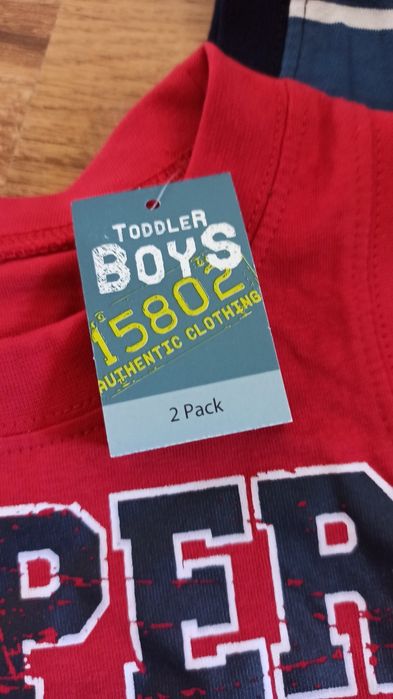 TODDLER
BOYS
15802
AUTHENTIC CLOTHING
2 Pack
PER